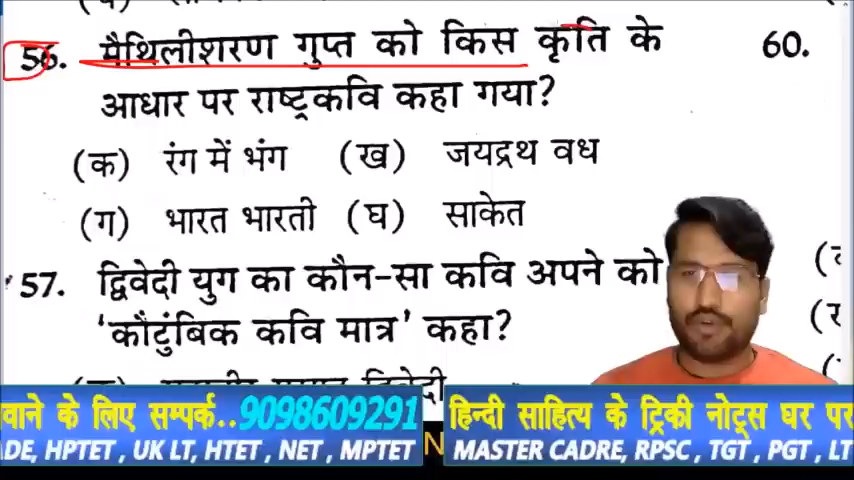 56. मैथिलीशरण गुप्त को किस कृति के
आधार पर राष्ट्रकवि कहा गया?
(क) रंग में भंग (ख) जयद्रथ वध
(ग) भारत भारती (घ) साकेत
57. द्विवेदी युग का कौन-सा कवि अपने को
'कौटुंबिक कवि मात्र' कहा?
60.
वाने के लिए सम्पर्क..9098609291
हिन्दी साहित्य के ट्रिकी नोट्स घर पर
DE, HPTET , UK LT, HTET , NET , MPTET
N
MASTER CADRE, RPSC , TGT , PGT , LT